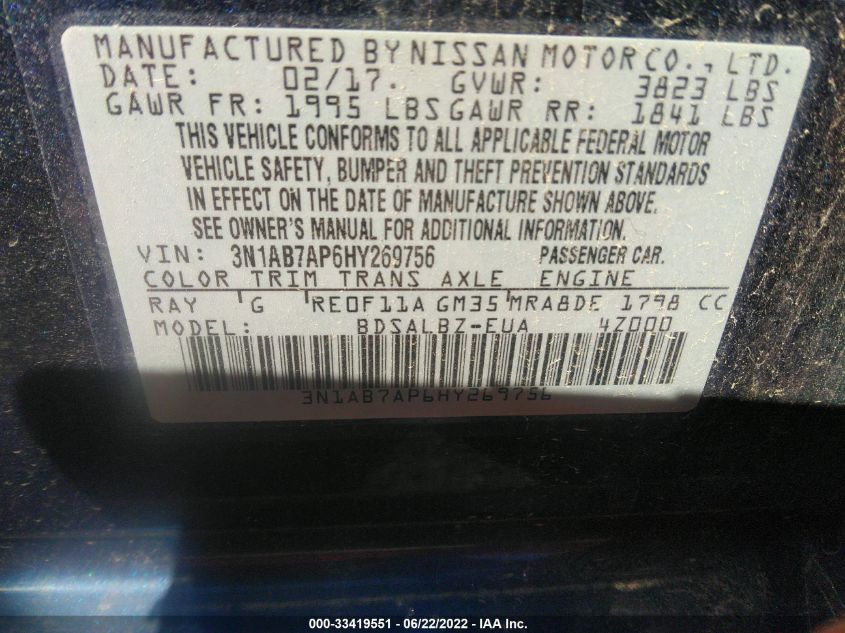 MANUFACTURED BY NISSAN MOTOR CO., LTD.
DATE: 02/17. GVWR: 3823 LBS
GAWR FR: 1995 LBS GAWR RR: 1841 LBS
THIS VEHICLE CONFORMS TO ALL APPLICABLE FEDERAL MOTOR
VEHICLE SAFETY, BUMPER AND THEFT PREVENTION STANDARDS
IN EFFECT ON THE DATE OF MANUFACTURE SHOWN ABOVE.
SEE OWNER'S MANUAL FOR ADDITIONAL INFORMATION.
VIN: 3N1AB7AP6HY269756 PASSENGER CAR.
COLOR TRIM TRANS AXLE ENGINE
RAY G RE0F11A GM35 MRA8DE 1798 CC
MODEL: BDSALBZ-EUA 4Z000
3N1AB7AP6HY269756
000-33419551 - 06/22/2022 - IAA Inc.